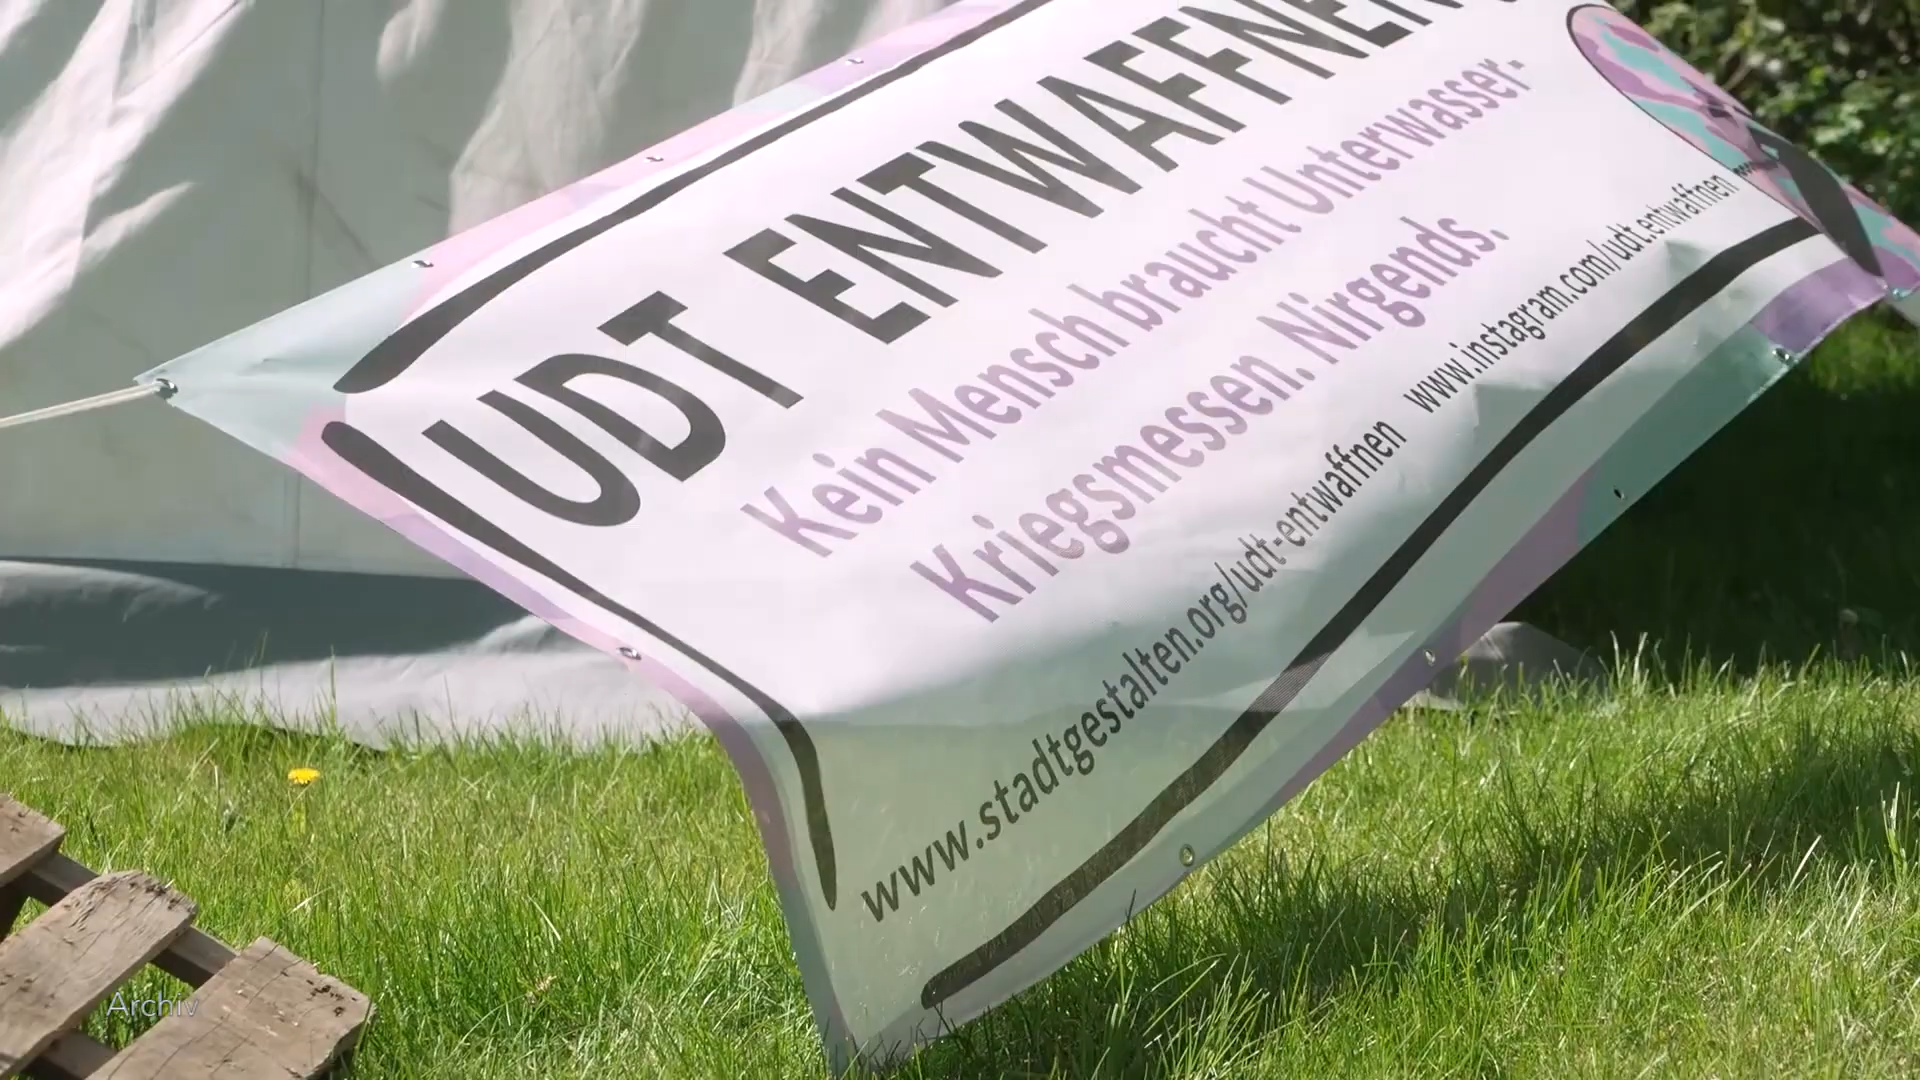 UDT ENTWAFFNEN
Kein Mensch braucht Unterwasser-
Kriegsmessen. Nirgends.
www.stadtgestalten.org/udt-entwaffnen www.instagram.com/udt.entwaffnen
Archiv